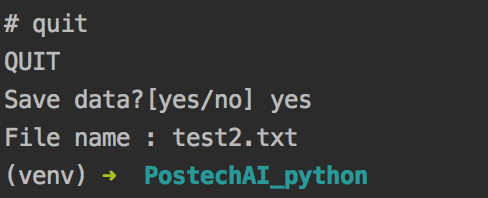 # quit
QUIT
Save data?[yes/no] yes
File name : test2.txt
(venv) ➜  PostechAI_python